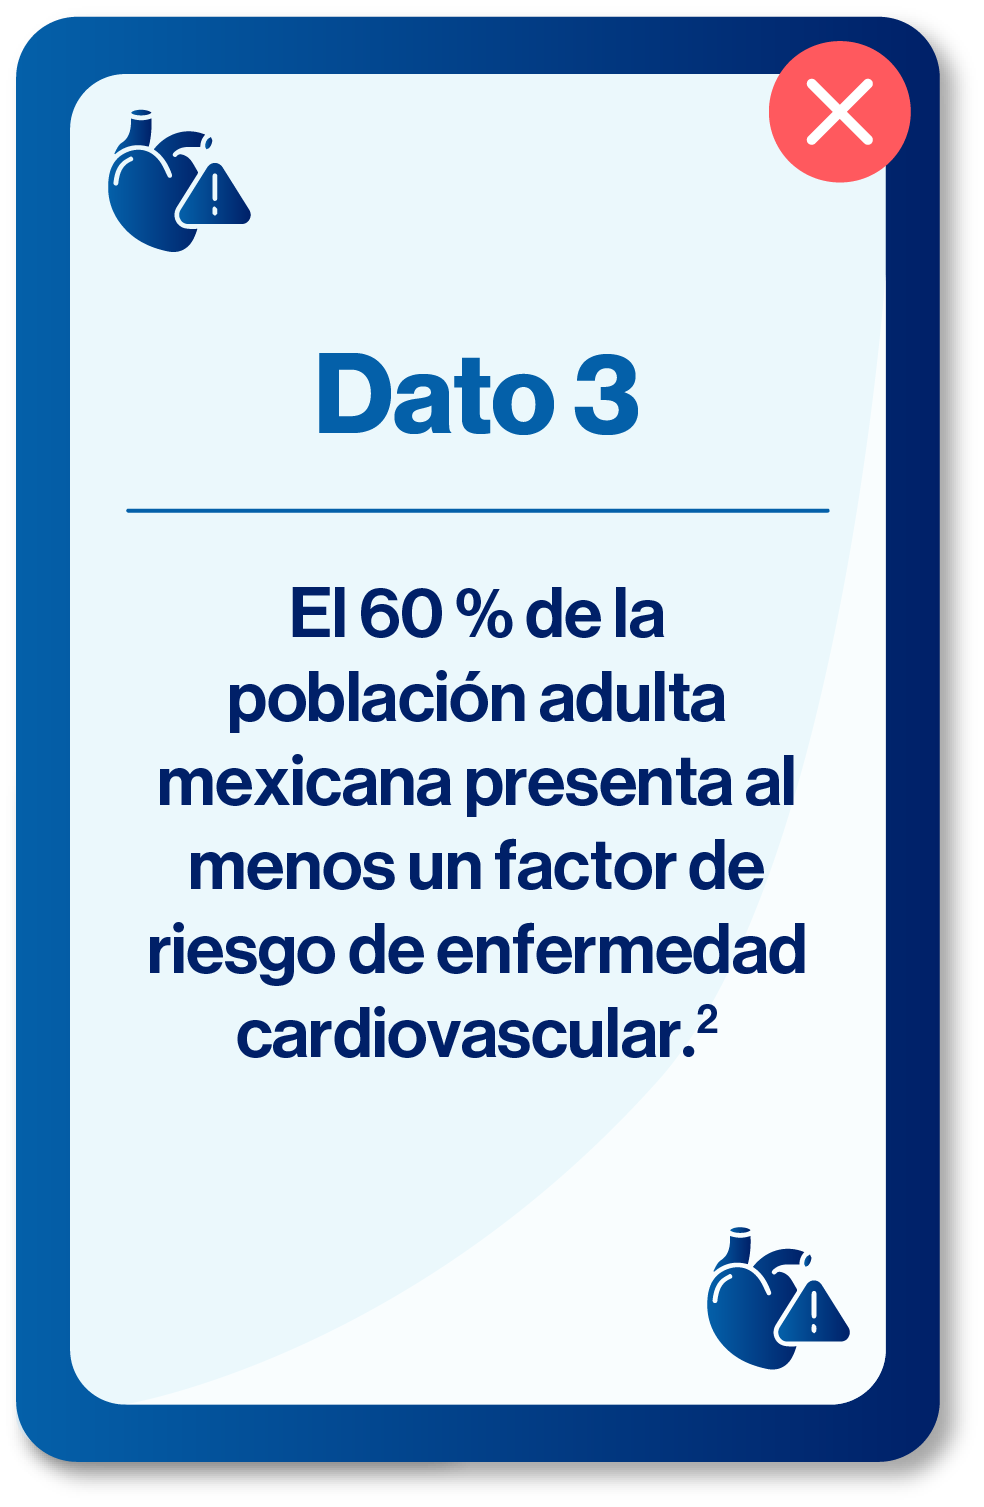 Dato 3
El 60 % de la
población adulta
mexicana presenta al
menos un factor de
riesgo de enfermedad
cardiovascular.²